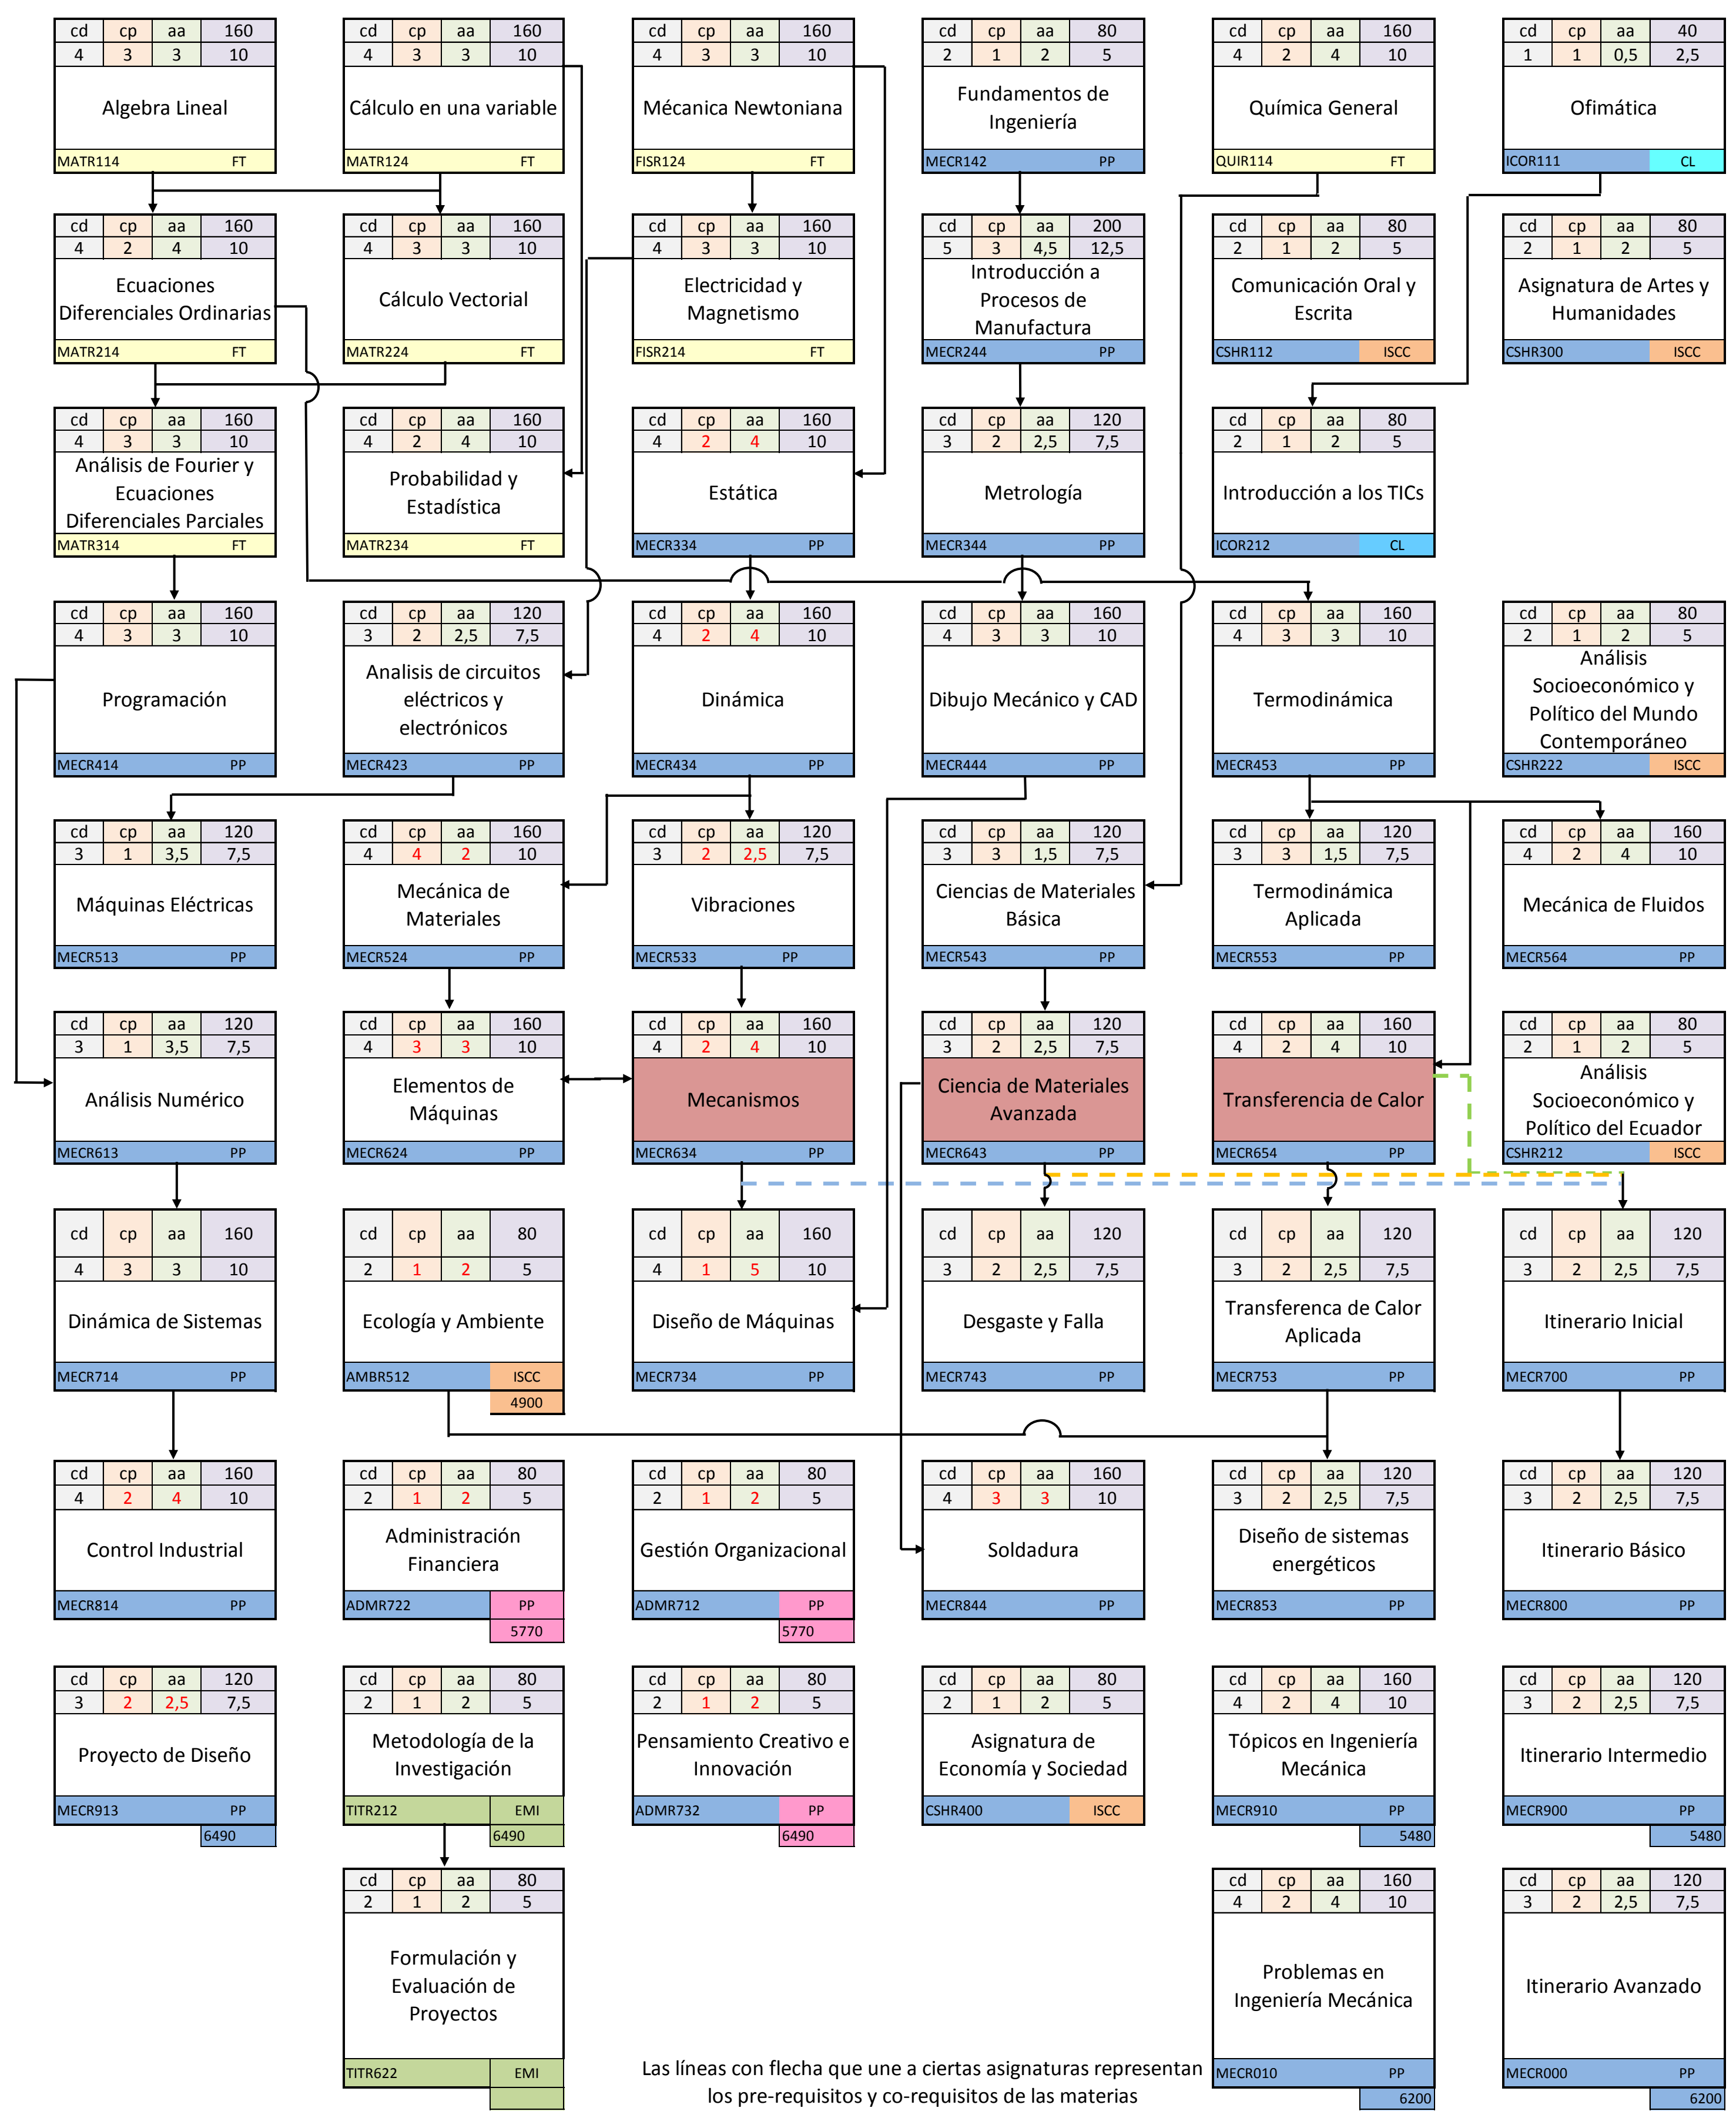 cd cp aa 160
4 3 3 10
Algebra Lineal
MATR114 FT
cd cp aa 160
4 3 3 10
Cálculo en una variable
MATR124 FT
cd cp aa 160
4 3 3 10
Mécanica Newtoniana
FISR124 FT
cd cp aa 80
2 1 2 5
Fundamentos de
Ingeniería
MECR142 PP
cd cp aa 160
4 2 4 10
Química General
QUIR114 FT
cd cp aa 40
1 1 0,5 2,5
Ofimática
ICOR111 CL
cd cp aa 160
4 2 4 10
Ecuaciones
Diferenciales Ordinarias
MATR214 FT
cd cp aa 160
4 3 3 10
Cálculo Vectorial
MATR224 FT
cd cp aa 160
4 3 3 10
Electricidad y
Magnetismo
FISR214 FT
cd cp aa 200
5 3 4,5 12,5
Introducción a
Procesos de
Manufactura
MECR244 PP
cd cp aa 80
2 1 2 5
Comunicación Oral y
Escrita
CSHR112 ISCC
cd cp aa 80
2 1 2 5
Asignatura de Artes y
Humanidades
CSHR300 ISCC
cd cp aa 160
4 3 3 10
Análisis de Fourier y
Ecuaciones
Diferenciales Parciales
MATR314 FT
cd cp aa 160
4 2 4 10
Probabilidad y
Estadística
MATR234 FT
cd cp aa 160
4 2 4 10
Estática
MECR334 PP
cd cp aa 120
3 2 2,5 7,5
Metrología
MECR344 PP
cd cp aa 80
2 1 2 5
Introducción a los TICs
ICOR212 CL
cd cp aa 160
4 3 3 10
Programación
MECR414 PP
cd cp aa 120
3 2 2,5 7,5
Analisis de circuitos
eléctricos y
electrónicos
MECR423 PP
cd cp aa 160
4 2 4 10
Dinámica
MECR434 PP
cd cp aa 160
4 3 3 10
Dibujo Mecánico y CAD
MECR444 PP
cd cp aa 160
4 3 3 10
Termodinámica
MECR453 PP
cd cp aa 80
2 1 2 5
Análisis
Socioeconómico y
Político del Mundo
Contemporáneo
CSHR222 ISCC
cd cp aa 120
3 1 3,5 7,5
Máquinas Eléctricas
MECR513 PP
cd cp aa 160
4 4 2 10
Mecánica de
Materiales
MECR524 PP
cd cp aa 120
3 2 2,5 7,5
Vibraciones
MECR533 PP
cd cp aa 120
3 3 1,5 7,5
Ciencias de Materiales
Básica
MECR543 PP
cd cp aa 120
3 3 1,5 7,5
Termodinámica
Aplicada
MECR553 PP
cd cp aa 160
4 2 4 10
Mecánica de Fluidos
MECR564 PP
cd cp aa 120
3 1 3,5 7,5
Análisis Numérico
MECR613 PP
cd cp aa 160
4 3 3 10
Elementos de
Máquinas
MECR624 PP
cd cp aa 160
4 2 4 10
Mecanismos
MECR634 PP
cd cp aa 120
3 2 2,5 7,5
Ciencia de Materiales
Avanzada
MECR643 PP
cd cp aa 160
4 2 4 10
Transferencia de Calor
MECR654 PP
cd cp aa 80
2 1 2 5
Análisis
Socioeconómico y
Político del Ecuador
CSHR212 ISCC
cd cp aa 160
4 3 3 10
Dinámica de Sistemas
MECR714 PP
cd cp aa 80
2 1 2 5
Ecología y Ambiente
AMBR512 ISCC
4900
cd cp aa 160
4 1 5 10
Diseño de Máquinas
MECR734 PP
cd cp aa 120
3 2 2,5 7,5
Desgaste y Falla
MECR743 PP
cd cp aa 120
3 2 2,5 7,5
Transferenca de Calor
Aplicada
MECR753 PP
cd cp aa 120
3 2 2,5 7,5
Itinerario Inicial
MECR700 PP
cd cp aa 160
4 2 4 10
Control Industrial
MECR814 PP
cd cp aa 80
2 1 2 5
Administración
Financiera
ADMR722 PP
5770
cd cp aa 80
2 1 2 5
Gestión Organizacional
ADMR712 PP
5770
cd cp aa 160
4 3 3 10
Soldadura
MECR844 PP
cd cp aa 120
3 2 2,5 7,5
Diseño de sistemas
energéticos
MECR853 PP
cd cp aa 120
3 2 2,5 7,5
Itinerario Básico
MECR800 PP
cd cp aa 120
3 2 2,5 7,5
Proyecto de Diseño
MECR913 PP
6490
cd cp aa 80
2 1 2 5
Metodología de la
Investigación
TITR212 EMI
6490
cd cp aa 80
2 1 2 5
Pensamiento Creativo e
Innovación
ADMR732 PP
6490
cd cp aa 80
2 1 2 5
Asignatura de
Economía y Sociedad
CSHR400 ISCC
cd cp aa 160
4 2 4 10
Tópicos en Ingeniería
Mecánica
MECR910 PP
5480
cd cp aa 120
3 2 2,5 7,5
Itinerario Intermedio
MECR900 PP
5480
cd cp aa 80
2 1 2 5
Formulación y
Evaluación de
Proyectos
TITR622 EMI
cd cp aa 160
4 2 4 10
Problemas en
Ingeniería Mecánica
MECR010 PP
6200
cd cp aa 120
3 2 2,5 7,5
Itinerario Avanzado
MECR000 PP
6200
Las líneas con flecha que une a ciertas asignaturas representan
los pre-requisitos y co-requisitos de las materias